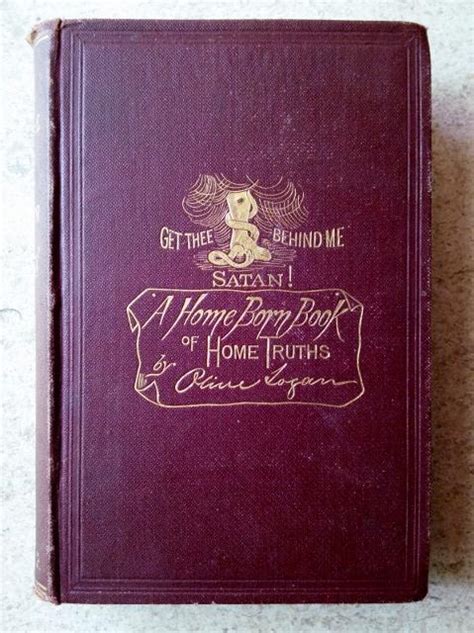 GET THEE BEHIND ME
SATAN!
"A Home Born Book
OF HOME TRUTHS
by Olive Logan